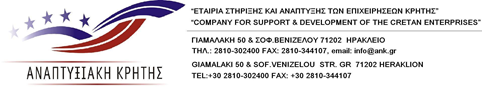 "ΕΤΑΙΡΙΑ ΣΤΗΡΙΞΗΣ ΚΑΙ ΑΝΑΠΤΥΞΗΣ ΤΩΝ ΕΠΙΧΕΙΡΗΣΕΩΝ ΚΡΗΤΗΣ"
"COMPANY FOR SUPPORT & DEVELOPMENT OF THE CRETAN ENTERPRISES"
ΓΙΑΜΑΛΑΚΗ 50 & ΣΟΦ.ΒΕΝΙΖΕΛΟΥ 71202 ΗΡΑΚΛΕΙΟ
ΤΗΛ.: 2810-302400 FAX: 2810-344107, email: info@ank.gr
GIAMALAKI 50 & SOF.VENIZELOU STR. GR 71202 HERAKLION
TEL:+30 2810-302400 FAX: +30 2810-344107
ΑΝΑΠΤΥΞΙΑΚΗ ΚΡΗΤΗΣ